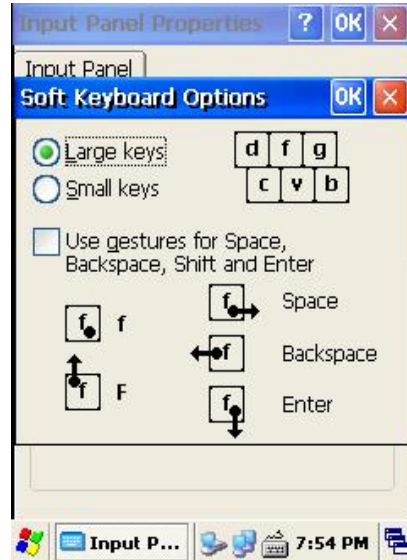 Input Panel Properties ? OK ×
Input Panel
Soft Keyboard Options OK ×
Large keys
Small keys
d f g
c v b
Use gestures for Space,
Backspace, Shift and Enter
f f
f F
f Space
f Backspace
f Enter
Input P... 7:54 PM